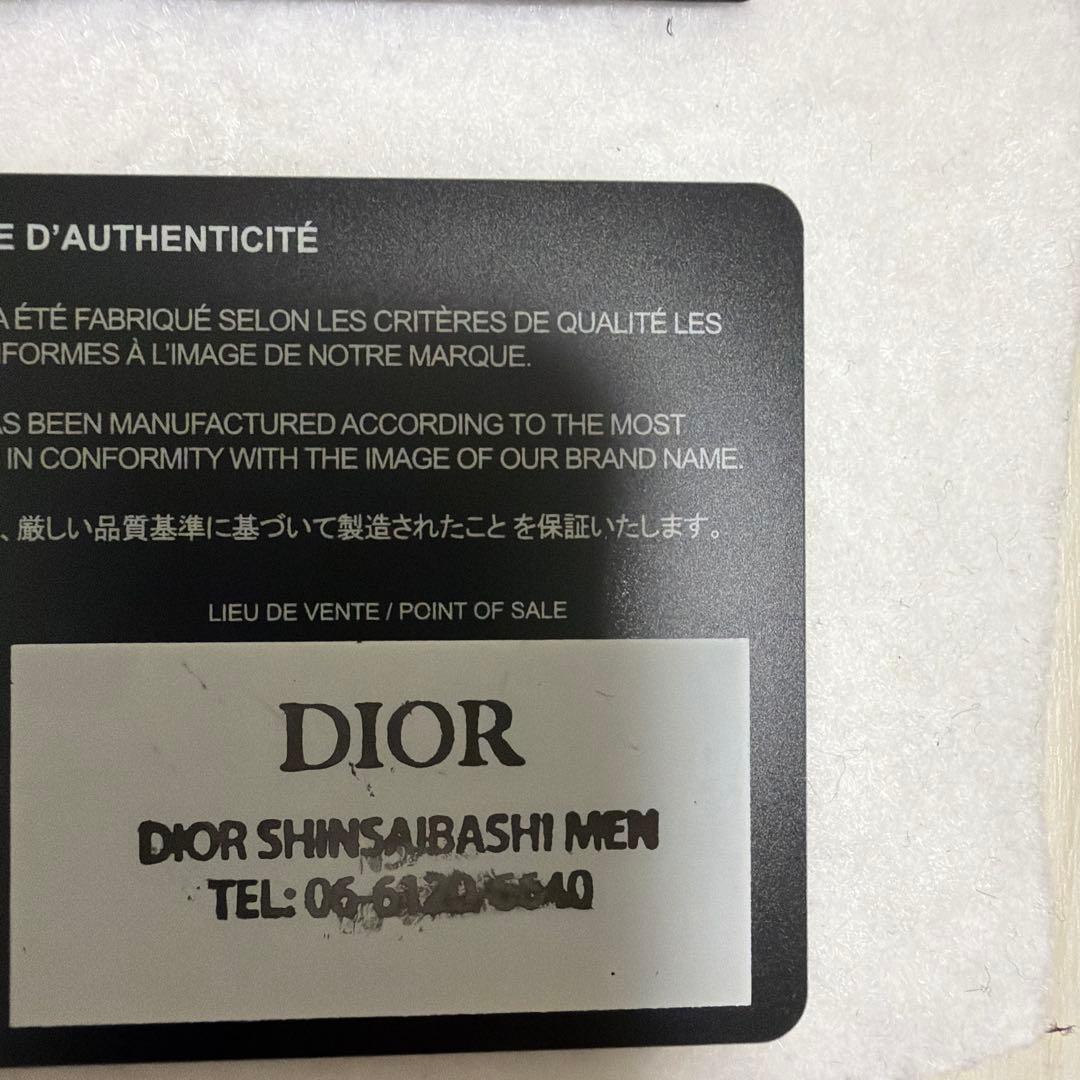 E D'AUTHENTICITÉ
A ÉTÉ FABRIQUÉ SELON LES CRITÈRES DE QUALITÉ LES
FORMES À L'IMAGE DE NOTRE MARQUE.
AS BEEN MANUFACTURED ACCORDING TO THE MOST
IN CONFORMITY WITH THE IMAGE OF OUR BRAND NAME.
、厳しい品質基準に基づいて製造されたこと を保証いたします。
LIEU DE VENTE / POINT OF SALE
DIOR
DIOR SHINSAIBASHI MEN
TEL: